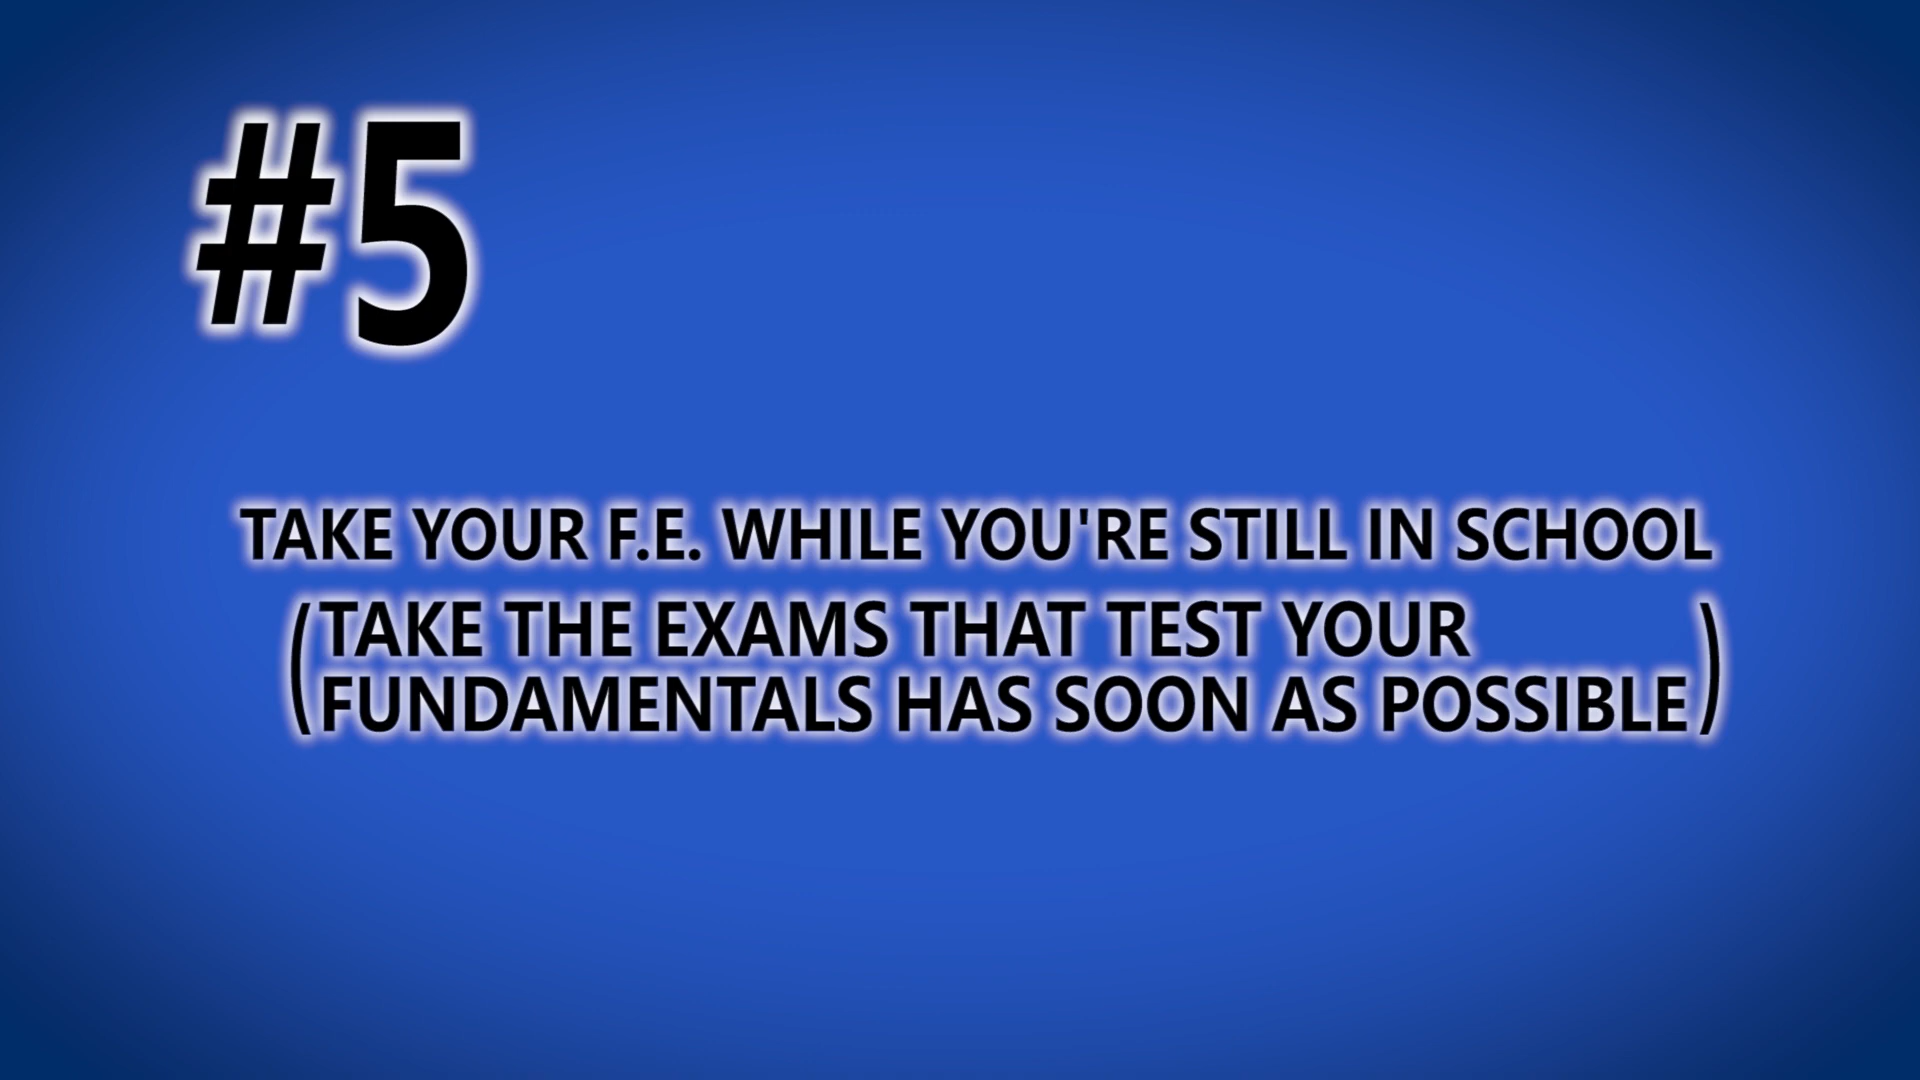 #5
TAKE YOUR F.E. WHILE YOU'RE STILL IN SCHOOL
(TAKE THE EXAMS THAT TEST YOUR
FUNDAMENTALS HAS SOON AS POSSIBLE)